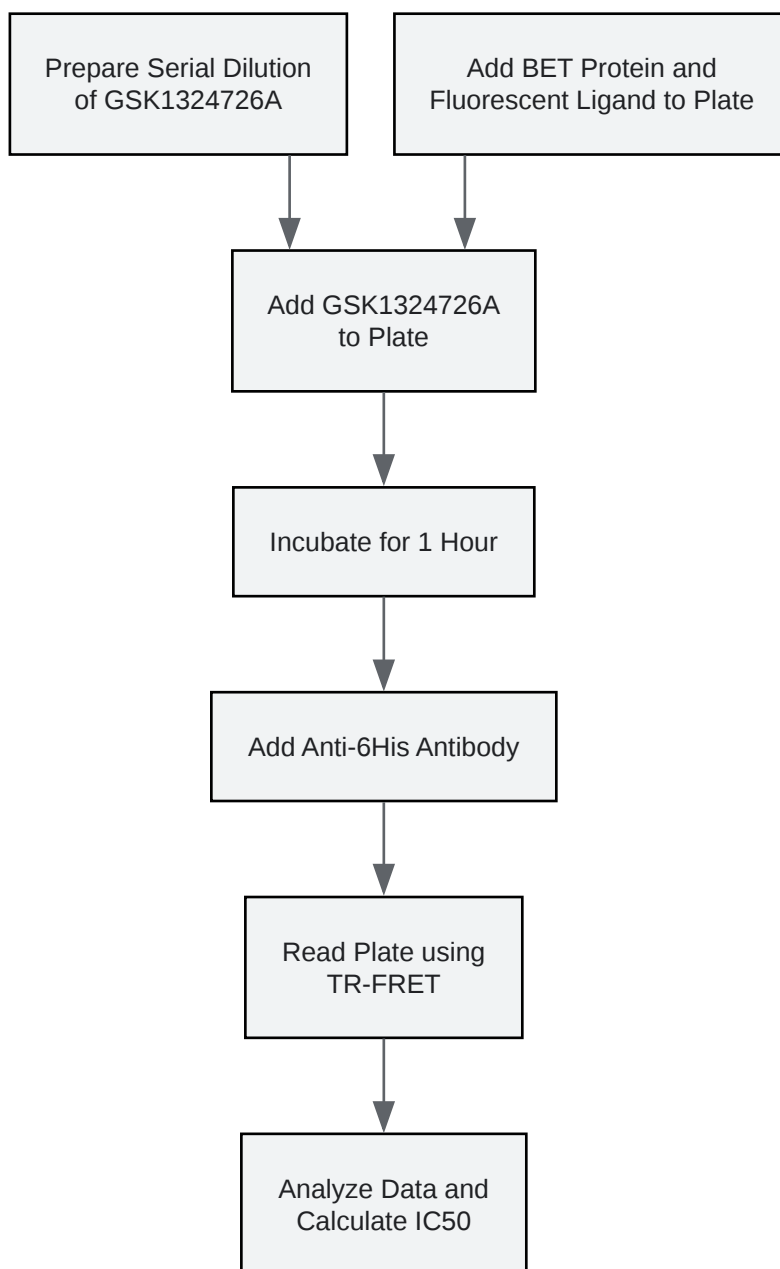 Prepare Serial Dilution
of GSK1324726A
Add BET Protein and
Fluorescent Ligand to Plate
Add GSK1324726A
to Plate
Incubate for 1 Hour
Add Anti-6His Antibody
Read Plate using
TR-FRET
Analyze Data and
Calculate IC50